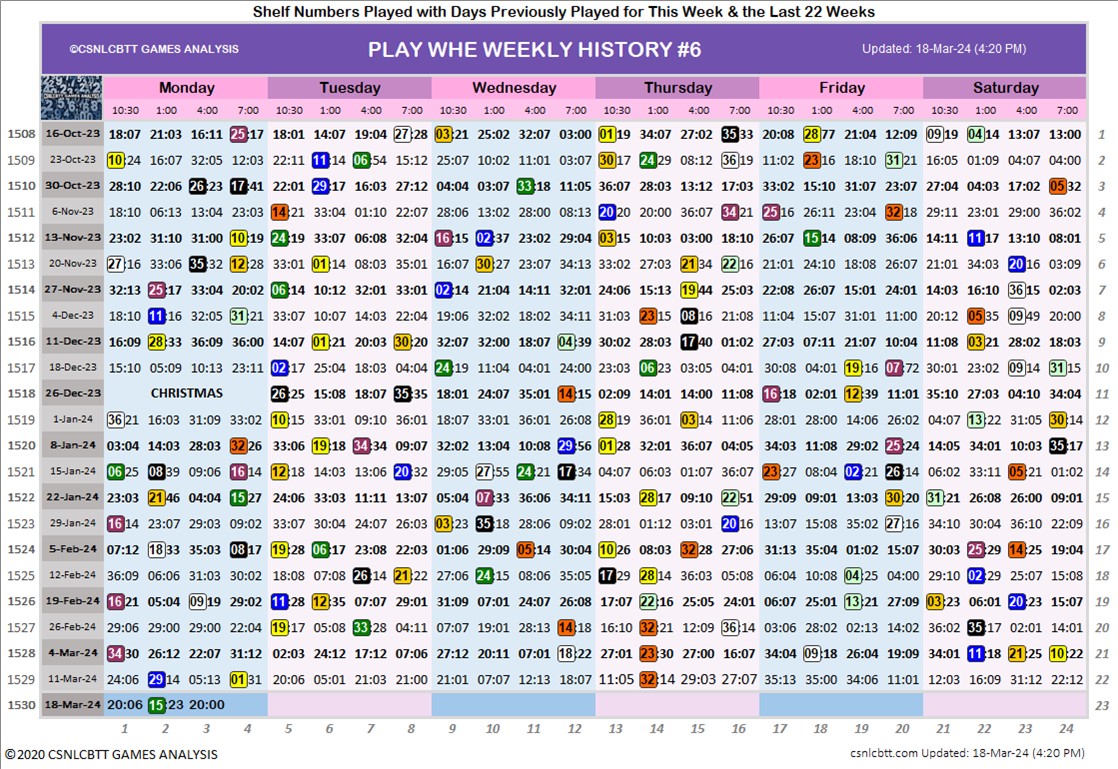 Shelf Numbers Played with Days Previously Played for This Week & the Last 22 Weeks
©CSNLCBTT GAMES ANALYSIS PLAY WHE WEEKLY HISTORY #6 Updated: 18-Mar-24 (4:20 PM)
Monday Tuesday Wednesday Thursday Friday Saturday
10:30 1:00 4:00 7:00 10:30 1:00 4:00 7:00 10:30 1:00 4:00 7:00 10:30 1:00 4:00 7:00 10:30 1:00 4:00 7:00 10:30 1:00 4:00 7:00
1508 16-Oct-23 18:07 21:03 16:11 25:17 18:01 14:07 19:04 27:28 03:21 25:02 32:07 03:00 01:19 34:07 27:02 35:33 20:08 28:77 21:04 12:09 09:19 04:14 13:07 13:00 1
1509 23-Oct-23 10:24 16:07 32:05 12:03 22:11 11:14 06:54 15:12 25:07 10:02 11:01 03:07 30:17 24:29 08:12 36:19 11:02 23:16 18:10 31:21 16:05 01:09 04:07 04:00 2
1510 30-Oct-23 28:10 22:06 26:23 17:41 22:01 29:17 16:03 27:12 04:04 03:07 33:18 11:05 36:07 28:03 13:12 17:03 33:02 15:10 31:07 23:07 27:04 04:03 17:02 05:32 3
1511 6-Nov-23 18:10 06:13 13:04 23:03 14:21 33:04 01:10 22:07 28:06 13:02 28:00 08:13 20:20 20:00 36:07 34:21 25:16 26:11 23:04 32:18 29:11 23:01 29:00 36:02 4
1512 13-Nov-23 23:02 31:10 31:00 10:19 24:19 33:07 06:08 32:04 16:15 02:37 23:02 29:04 03:15 10:03 03:00 18:10 26:07 15:14 08:09 36:06 14:11 11:17 13:10 08:01 5
1513 20-Nov-23 27:16 33:06 35:32 12:28 33:01 01:14 08:03 35:01 16:07 30:27 23:07 34:13 33:02 27:03 15:34 22:16 21:01 24:10 18:08 26:07 21:01 34:03 20:16 03:09 6
1514 27-Nov-23 32:13 25:17 33:04 20:02 06:14 10:12 32:01 33:01 02:14 21:04 14:11 32:01 24:06 15:13 19:44 25:03 22:08 26:07 15:12 24:01 14:03 16:10 36:15 02:03 7
1515 4-Dec-23 18:10 11:16 32:05 31:21 33:07 10:07 14:03 22:04 19:06 32:02 18:02 34:11 31:03 23:15 08:16 21:08 11:04 15:07 31:08 11:01 20:12 05:35 09:49 20:00 8
1516 11-Dec-23 16:09 28:33 36:09 36:00 14:07 01:21 20:03 30:20 32:07 32:00 18:07 04:39 30:02 28:03 17:40 01:02 27:03 07:11 21:07 10:04 11:08 03:21 28:02 18:03 9
1517 18-Dec-23 15:10 05:09 10:13 23:11 02:17 25:10 34:08 10:01 24:19 11:04 04:01 24:00 23:03 06:23 03:05 04:01 30:08 04:01 19:16 07:72 30:01 23:02 09:14 31:15 10
1518 26-Dec-23 CHRISTMAS 26:25 15:08 18:07 35:35 18:01 24:07 35:01 14:15 02:09 14:01 14:00 11:08 16:18 02:01 12:39 11:01 35:10 27:03 04:10 34:04 11
1519 1-Jan-24 36:21 16:03 31:09 33:02 10:15 33:01 09:10 36:01 18:07 33:01 36:01 09:01 28:19 36:01 03:14 11:06 28:01 28:00 14:06 26:02 04:07 13:22 31:05 30:14 12
1520 8-Jan-24 03:04 14:03 28:03 32:26 33:06 19:18 34:34 09:07 32:02 13:04 10:08 29:56 01:28 32:01 36:07 04:05 34:03 11:08 29:02 25:24 14:05 34:01 10:03 35:17 13
1521 15-Jan-24 06:25 08:39 09:06 16:14 12:18 14:03 13:06 20:32 29:05 27:55 24:21 17:34 04:07 06:03 01:07 36:07 23:27 09:04 02:21 26:14 06:02 33:11 05:21 01:02 14
1522 22-Jan-24 23:03 21:46 04:04 15:27 24:06 33:03 11:11 13:07 05:04 07:33 36:06 34:11 15:03 28:17 09:10 22:51 29:09 09:01 13:03 30:20 31:21 26:08 26:00 09:01 15
1523 29-Jan-24 16:14 23:07 29:03 09:02 33:07 30:04 24:07 26:03 03:23 35:18 28:06 09:02 28:01 01:12 03:01 20:16 13:07 15:08 35:02 27:16 34:10 30:04 36:10 22:09 16
1524 5-Feb-24 07:12 18:33 35:03 08:17 19:28 06:17 23:08 22:03 01:06 29:09 05:14 30:04 10:26 08:03 32:28 27:06 31:13 35:04 01:02 15:07 30:03 25:29 14:25 19:04 17
1525 12-Feb-24 36:09 06:06 31:03 30:02 18:08 07:08 26:14 21:22 27:06 24:15 08:06 35:05 17:29 28:14 36:03 05:08 06:04 10:08 04:25 04:00 29:10 02:29 25:07 15:08 18
1526 19-Feb-24 16:21 05:04 09:19 29:02 11:28 12:35 07:07 29:01 31:09 07:01 24:07 26:08 17:07 22:16 25:05 24:01 06:07 25:01 13:21 27:09 03:23 06:01 20:23 15:07 19
1527 26-Feb-24 29:06 29:00 29:00 22:04 19:17 05:08 33:28 04:11 07:07 19:01 28:13 14:18 16:10 32:21 12:09 36:14 03:05 28:02 02:13 14:02 36:02 35:17 02:01 14:01 20
1528 4-Mar-24 34:30 26:12 22:07 31:12 02:03 24:12 17:12 07:06 27:12 20:11 07:01 18:22 27:01 23:30 16:00 16:07 34:04 09:18 26:04 19:09 34:01 11:18 21:25 10:22 21
1529 11-Mar-24 24:06 29:14 05:13 01:31 20:06 05:01 21:03 21:00 21:01 07:07 12:13 18:07 11:05 32:14 29:03 27:07 35:13 35:00 34:06 11:01 12:03 16:09 31:12 22:12 22
1530 18-Mar-24 20:06 15:23 20:00 23
1 2 3 4 5 6 7 8 9 10 11 12 13 14 15 16 17 18 19 20 21 22 23 24
©2020 CSNLCBTT GAMES ANALYSIS csnlcbtt.com Updated: 18-Mar-24 (4:20 PM)